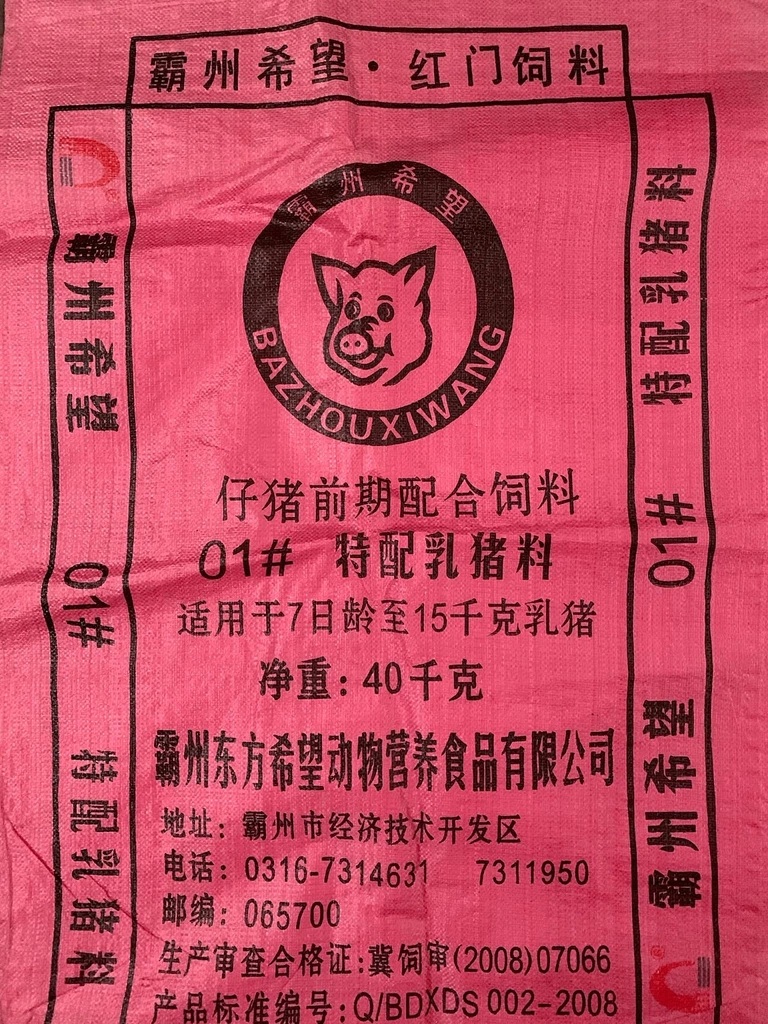 霸州希望·红门饲料
霸州希望
BAZHOUXIWANG
仔猪前期配合饲料
01# 特配乳猪料
适用于7日龄至15千克乳猪
净重：40千克
霸州东方希望动物营养食品有限公司
地址：霸州市经济技术开发区
电话：0316-7314631 7311950
邮编：065700
生产审查合格证：冀饲审(2008)07066
产品标准编号：Q/BDXDS 002-2008
霸州希望 01# 特配乳猪料
霸州希望 01# 特配乳猪料